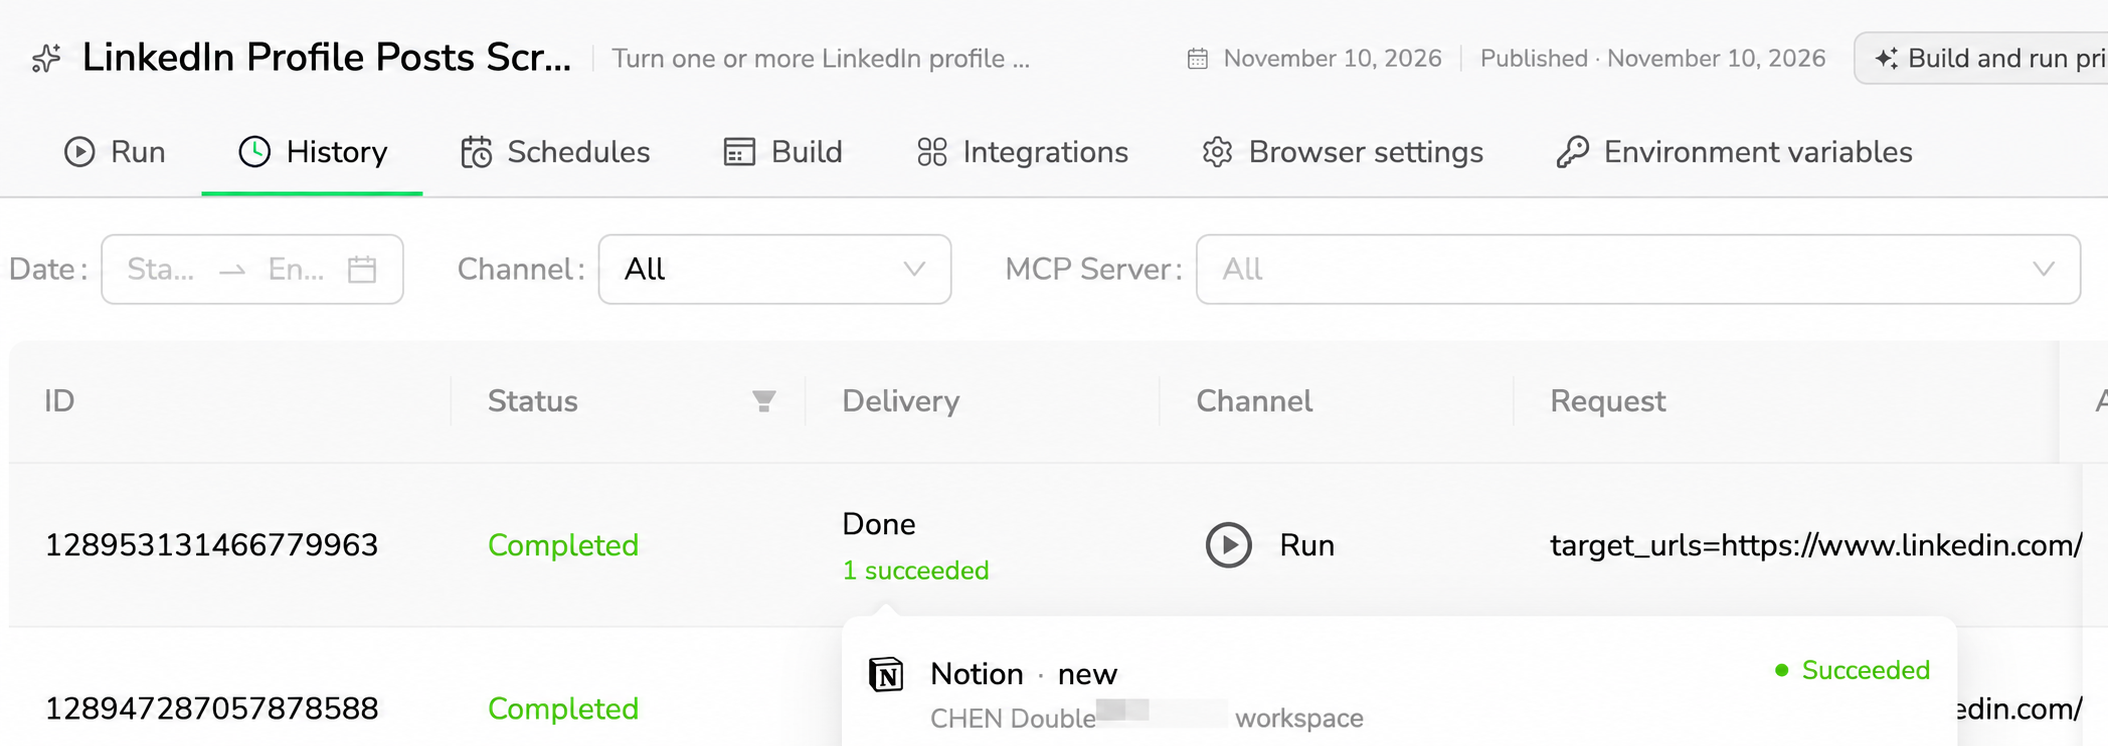 LinkedIn Profile Posts Scr... Turn one or more LinkedIn profile ... November 10, 2026 Published · November 10, 2026 Build and run pri
Run History Schedules Build Integrations Browser settings Environment variables
Date: Sta... → En... Channel: All MCP Server: All
ID Status Delivery Channel Request A
128953131466779963 Completed Done Run target_urls=https://www.linkedin.com/
1 succeeded
Notion · new Succeeded
128947287057878588 Completed edin.com/
CHEN Double workspace